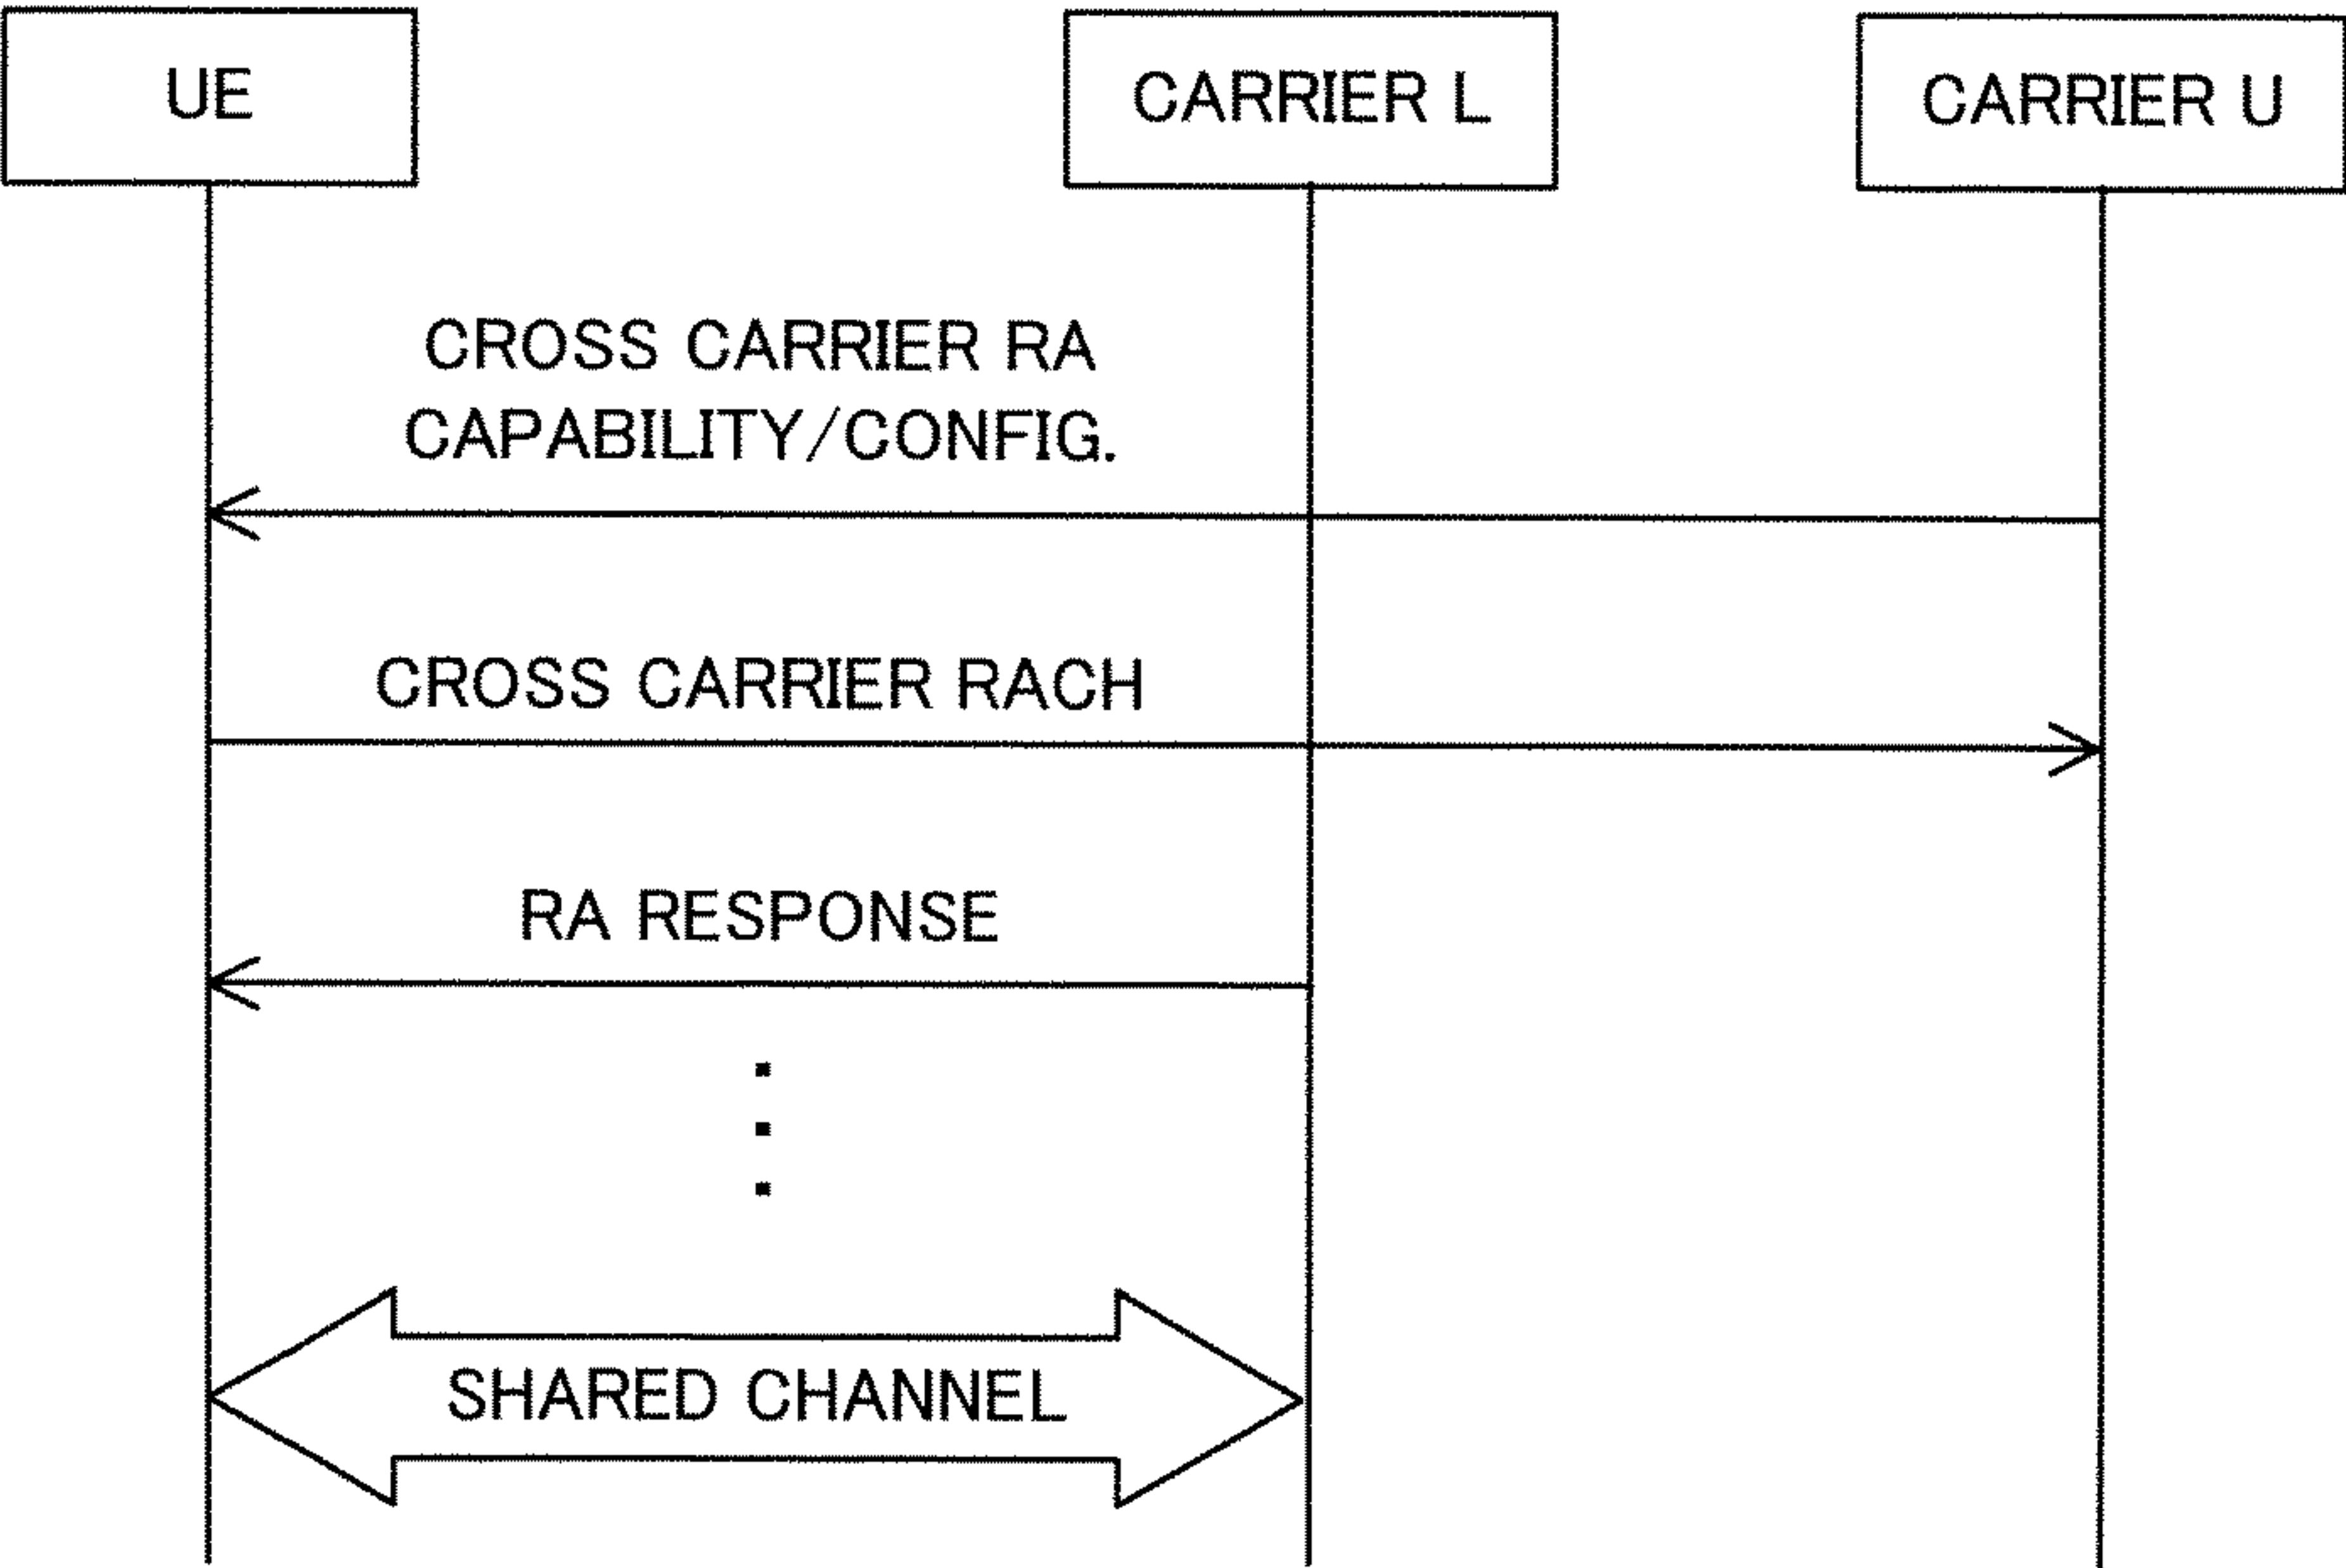 UE
CARRIER L
CARRIER U
CROSS CARRIER RA
CAPABILITY/CONFIG.
CROSS CARRIER RACH
RA RESPONSE
SHARED CHANNEL